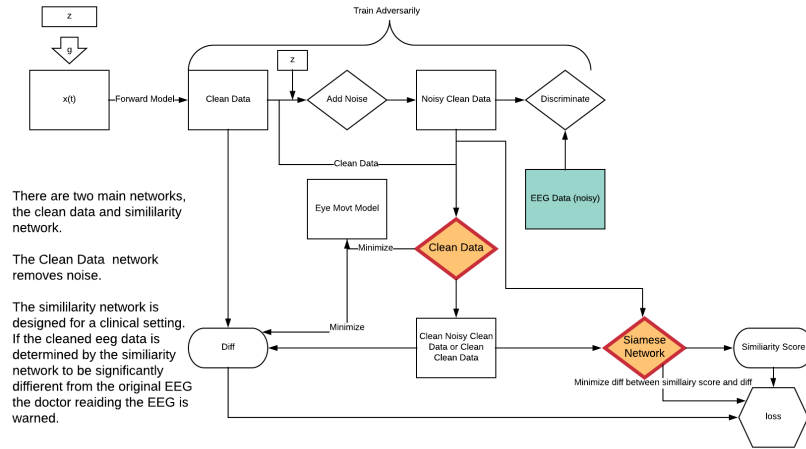 Train Adversarily
z
g
z
x(t)
Forward Model
Clean Data
Add Noise
Noisy Clean Data
Discriminate
Clean Data
EEG Data (noisy)
Eye Movt Model
There are two main networks,
the clean data and simililarity
network.
The Clean Data network
removes noise.
The simililarity network is
designed for a clinical setting.
If the cleaned eeg data is
determined by the similiarity
network to be significantly
diffierent from the original EEG
the doctor reaiding the EEG is
warned.
Clean Data
Minimize
Minimize
Diff
Clean Noisy Clean
Data or Clean
Clean Data
Siamese
Network
Similiarity Score
Minimize diff between simillairy score and diff
loss